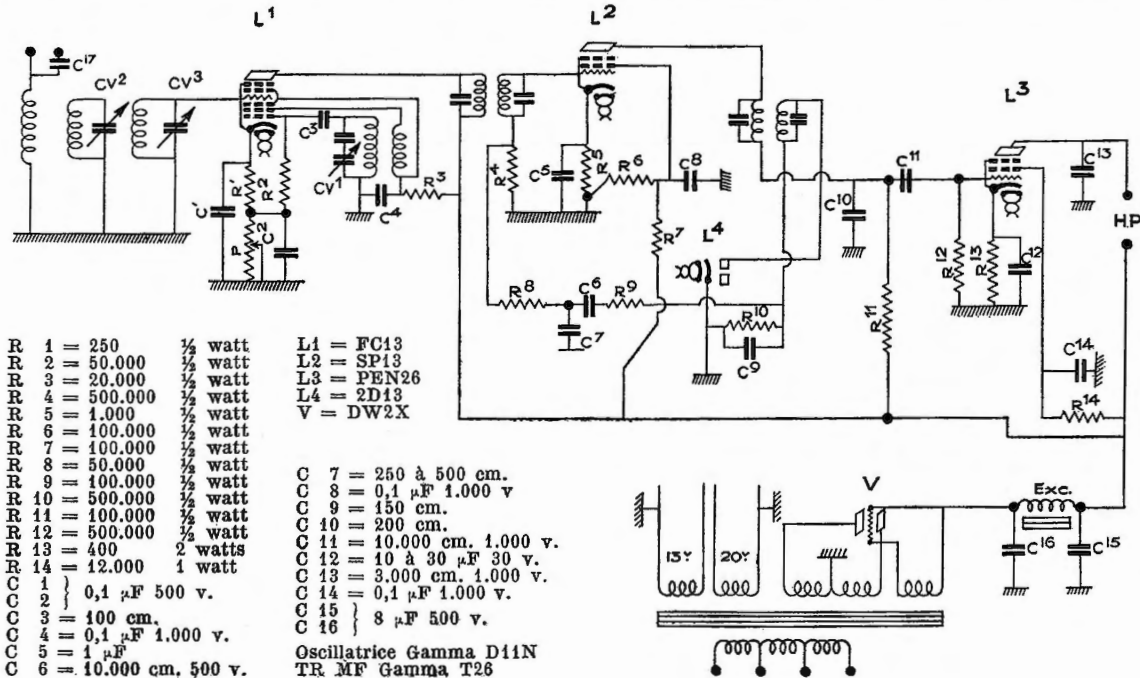 L1
L2
L3
C17
CV2
CV3
C3
CV1
C4
R3
R'
R2
C'
P
C2
R4
C5
R5
R6
C8
R7
L4
R8
C6
R9
C7
R10
C9
C10
C11
R11
R12
R13
C12
C13
H.P
C14
R14
R 1 = 250 ½ watt
R 2 = 50.000 ½ watt
R 3 = 20.000 ½ watt
R 4 = 500.000 ½ watt
R 5 = 1.000 ½ watt
R 6 = 100.000 ½ watt
R 7 = 100.000 ½ watt
R 8 = 50.000 ½ watt
R 9 = 100.000 ½ watt
R 10 = 500.000 ½ watt
R 11 = 100.000 ½ watt
R 12 = 500.000 ½ watt
R 13 = 400 2 watts
R 14 = 12.000 1 watt
C 1 }
C 2 } 0,1 µF 500 v.
C 3 = 100 cm.
C 4 = 0,1 µF 1.000 v.
C 5 = 1 µF
C 6 = 10.000 cm. 500 v.
L1 = FC13
L2 = SP13
L3 = PEN26
L4 = 2D13
V = DW2X
C 7 = 250 à 500 cm.
C 8 = 0,1 µF 1.000 v
C 9 = 150 cm.
C 10 = 200 cm.
C 11 = 10.000 cm. 1.000 v.
C 12 = 10 à 30 µF 30 v.
C 13 = 3.000 cm. 1.000 v.
C 14 = 0,1 µF 1.000 v.
C 15 }
C 16 } 8 µF 500 v.
Oscillatrice Gamma D11N
TR MF Gamma T26
13V
20V
V
Exc.
C16
C15